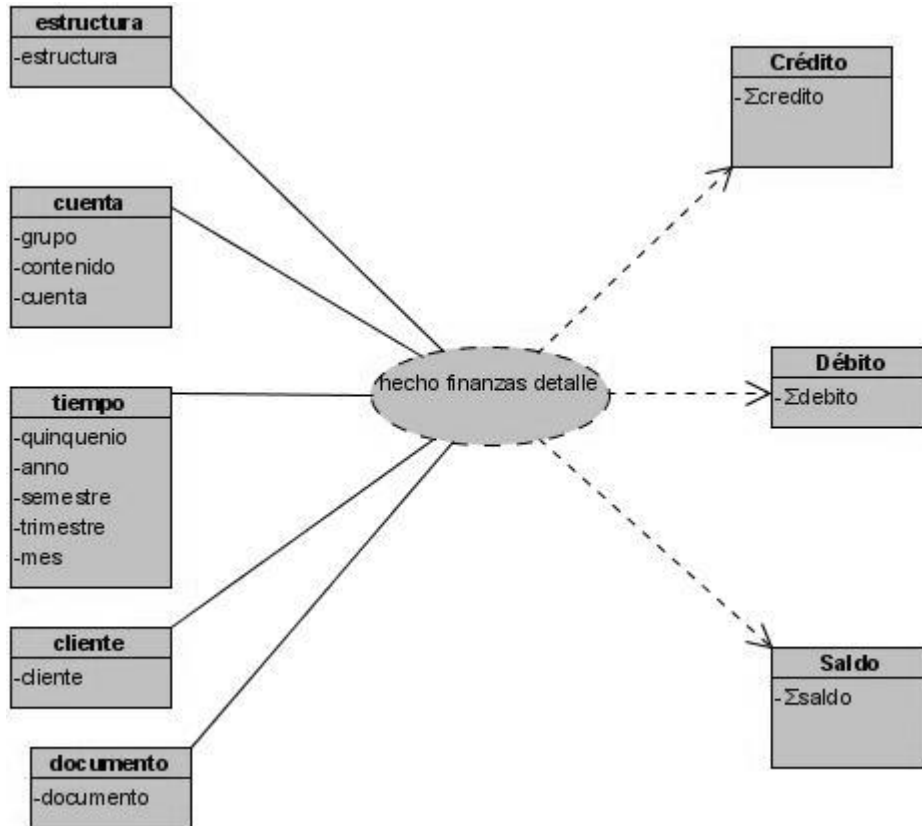 estructura
-estructura
cuenta
-grupo
-contenido
-cuenta
tiempo
-quinquenio
-anno
-semestre
-trimestre
-mes
cliente
-cliente
documento
-documento
hecho finanzas detalle
Crédito
-Σcredito
Débito
-Σdebito
Saldo
-Σsaldo